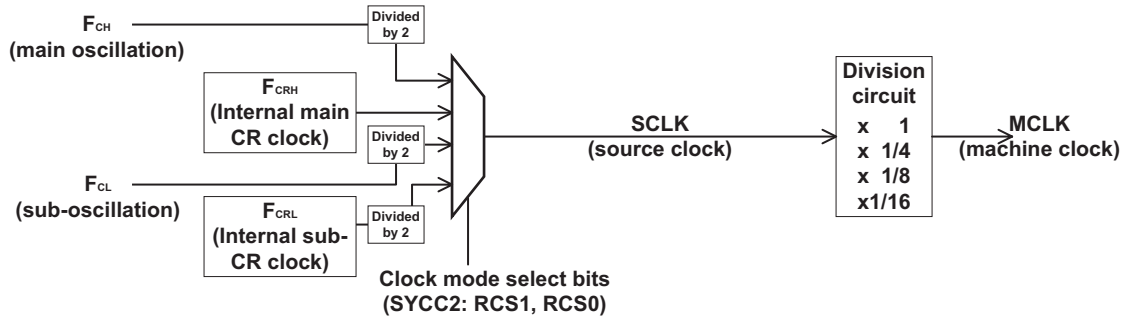 FCH
(main oscillation)
Divided
by 2
FCRH
(Internal main
CR clock)
Divided
by 2
FCL
(sub-oscillation)
FCRL
(Internal sub-
CR clock)
Divided
by 2
Clock mode select bits
(SYCC2: RCS1, RCS0)
SCLK
(source clock)
Division
circuit
x 1
x 1/4
x 1/8
x1/16
MCLK
(machine clock)